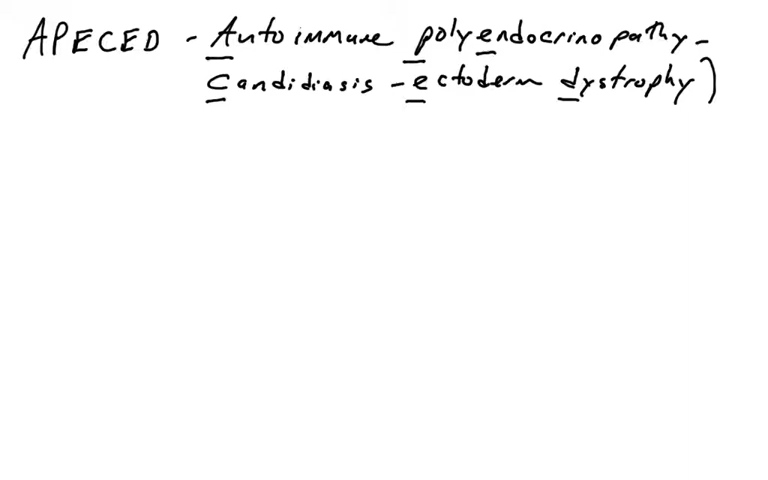 APECED - Autoimmune polyendocrinopathy-
Candidiasis - ectoderm dystrophy)